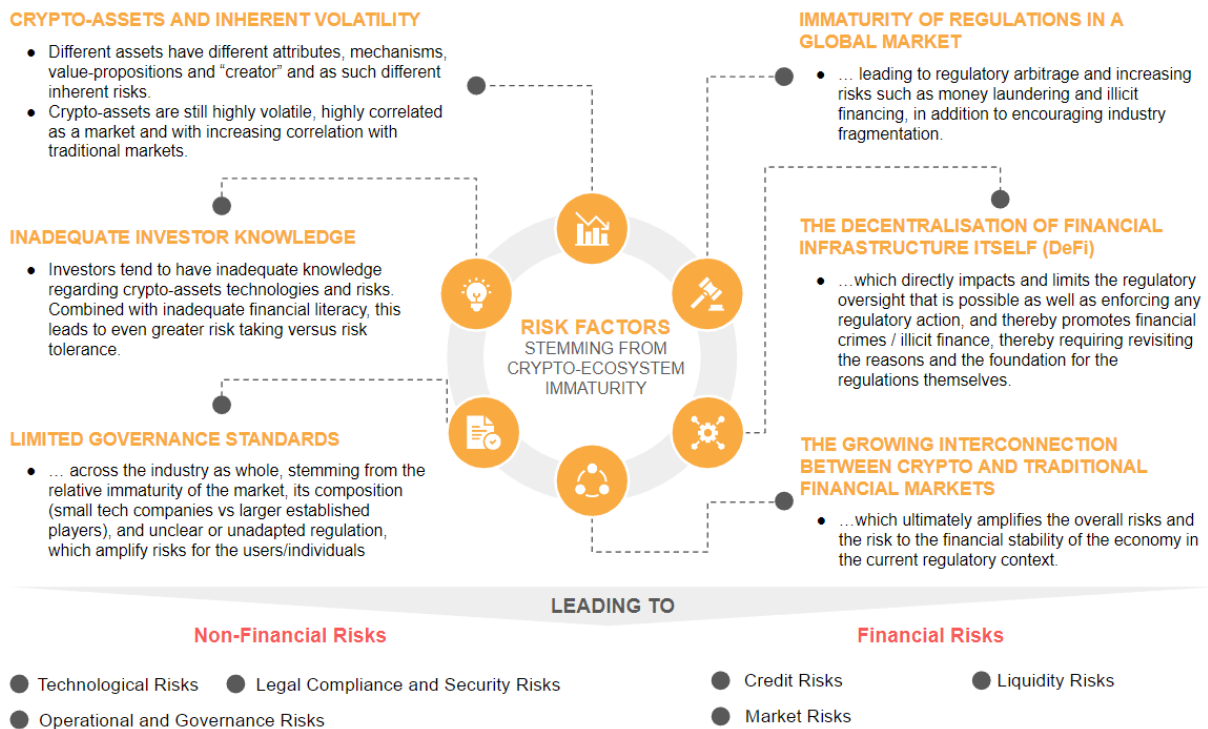 CRYPTO-ASSETS AND INHERENT VOLATILITY
● Different assets have different attributes, mechanisms,
value-propositions and “creator” and as such different
inherent risks.
● Crypto-assets are still highly volatile, highly correlated
as a market and with increasing correlation with
traditional markets.
INADEQUATE INVESTOR KNOWLEDGE
● Investors tend to have inadequate knowledge
regarding crypto-assets technologies and risks.
Combined with inadequate financial literacy, this
leads to even greater risk taking versus risk
tolerance.
LIMITED GOVERNANCE STANDARDS
● … across the industry as whole, stemming from the
relative immaturity of the market, its composition
(small tech companies vs larger established
players), and unclear or unadapted regulation,
which amplify risks for the users/individuals
RISK FACTORS
STEMMING FROM
CRYPTO-ECOSYSTEM
IMMATURITY
IMMATURITY OF REGULATIONS IN A
GLOBAL MARKET
● … leading to regulatory arbitrage and increasing
risks such as money laundering and illicit
financing, in addition to encouraging industry
fragmentation.
THE DECENTRALISATION OF FINANCIAL
INFRASTRUCTURE ITSELF (DeFi)
● …which directly impacts and limits the regulatory
oversight that is possible as well as enforcing any
regulatory action, and thereby promotes financial
crimes / illicit finance, thereby requiring revisiting
the reasons and the foundation for the
regulations themselves.
THE GROWING INTERCONNECTION
BETWEEN CRYPTO AND TRADITIONAL
FINANCIAL MARKETS
● …which ultimately amplifies the overall risks and
the risk to the financial stability of the economy in
the current regulatory context.
LEADING TO
Non-Financial Risks
Technological Risks
Legal Compliance and Security Risks
Operational and Governance Risks
Financial Risks
Credit Risks
Liquidity Risks
Market Risks